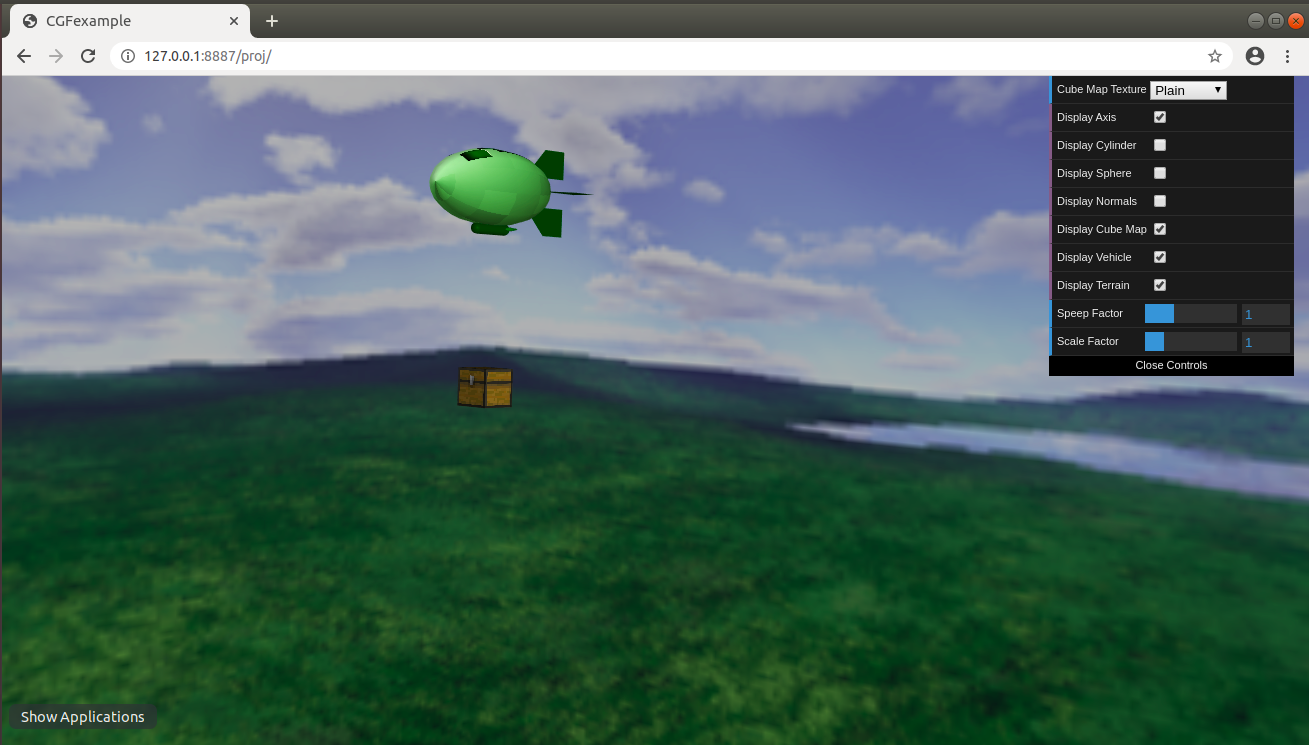 CGFexample
127.0.0.1:8887/proj/
Cube Map Texture Plain
Display Axis
Display Cylinder
Display Sphere
Display Normals
Display Cube Map
Display Vehicle
Display Terrain
Speep Factor 1
Scale Factor 1
Close Controls
Show Applications